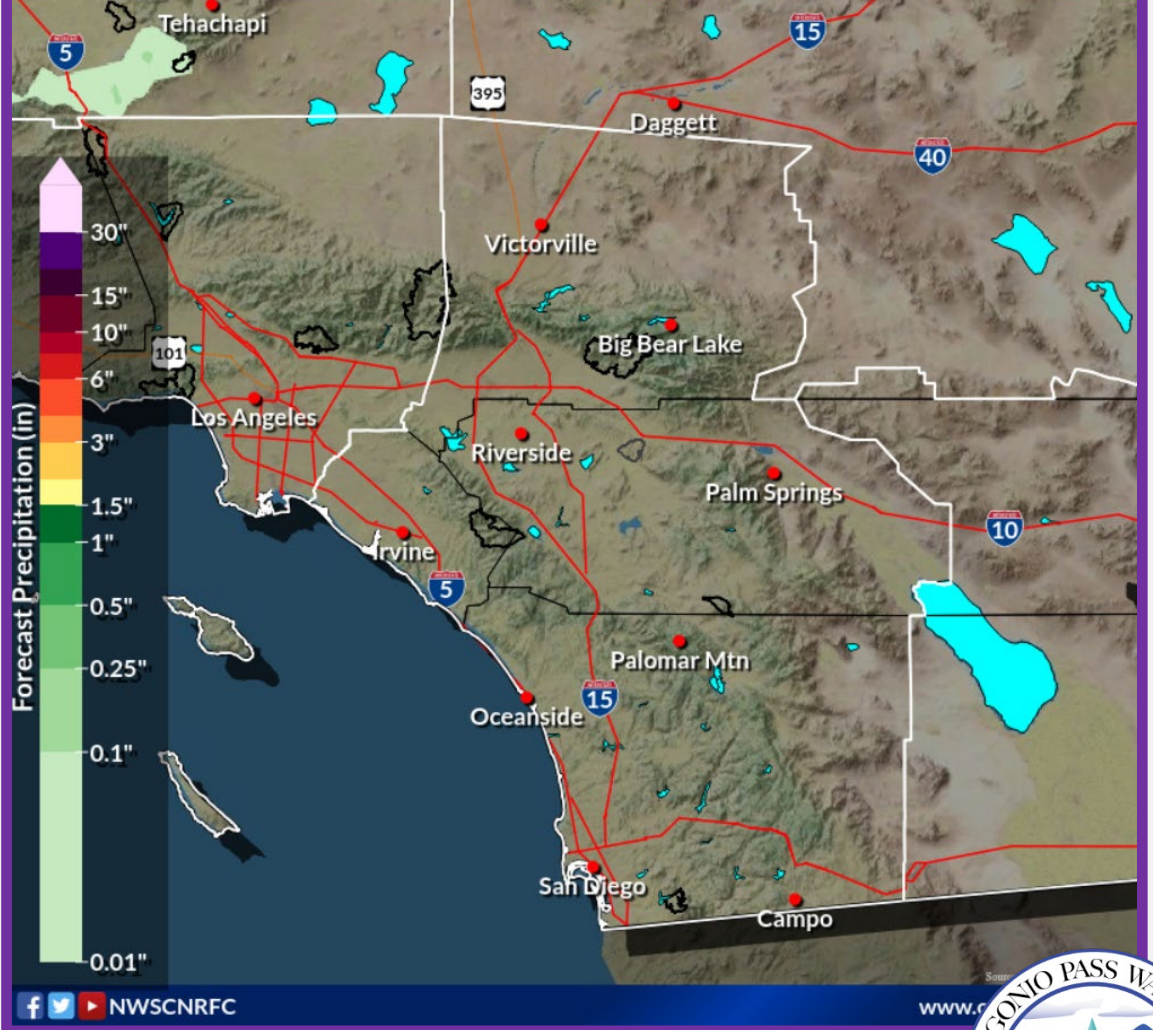 Tehachapi
5
15
395
Daggett
40
Victorville
30"
15"
Big Bear Lake
10"
101
6"
Los Angeles
3"
Riverside
Palm Springs
1.5"
10
1"
Irvine
5
0.5"
Forecast Precipitation (in)
0.25"
Palomar Mtn
15
Oceanside
0.1"
San Diego
Campo
0.01"
NWSCNRFC
www.c
GONIO PASS WA